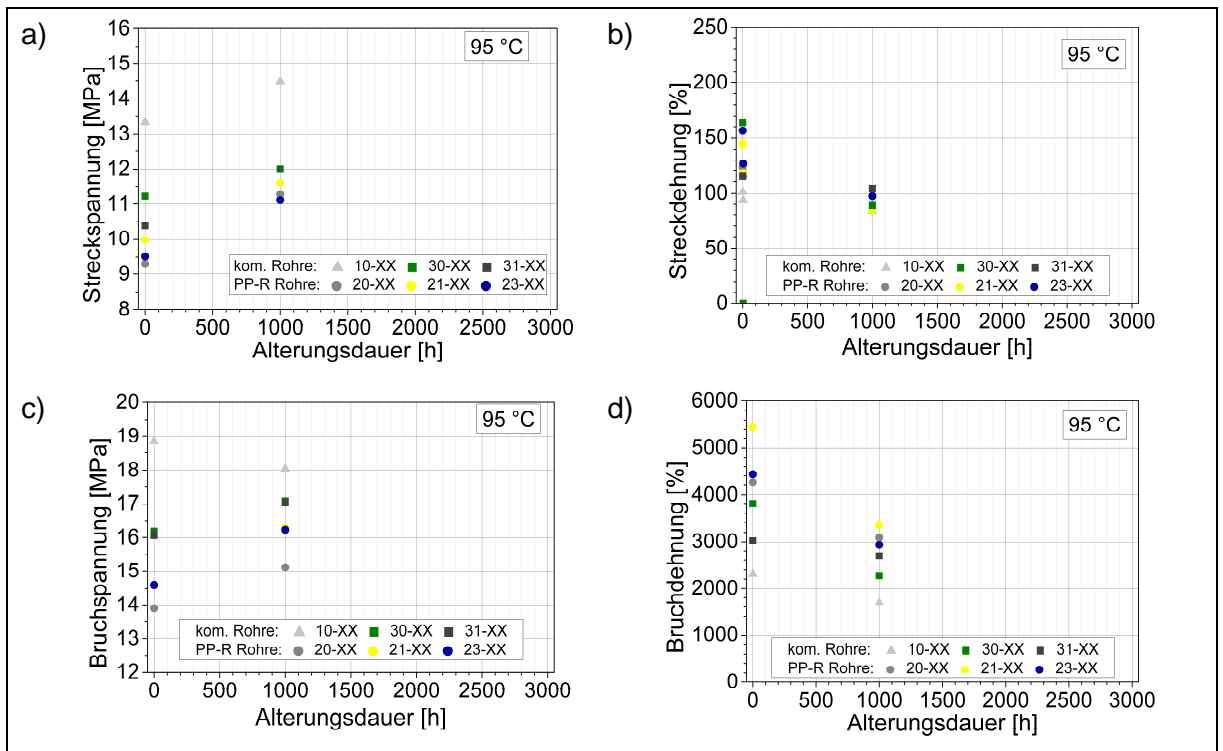 a)
95 °C
Streckspannung [MPa]
16
15
14
13
12
11
10
9
8
kom. Rohre: 10-XX 30-XX 31-XX
PP-R Rohre: 20-XX 21-XX 23-XX
0 500 1000 1500 2000 2500 3000
Alterungsdauer [h]
b)
95 °C
Streckdehnung [%]
250
200
150
100
50
0
kom. Rohre: 10-XX 30-XX 31-XX
PP-R Rohre: 20-XX 21-XX 23-XX
0 500 1000 1500 2000 2500 3000
Alterungsdauer [h]
c)
95 °C
Bruchspannung [MPa]
20
19
18
17
16
15
14
13
12
kom. Rohre: 10-XX 30-XX 31-XX
PP-R Rohre: 20-XX 21-XX 23-XX
0 500 1000 1500 2000 2500 3000
Alterungsdauer [h]
d)
95 °C
Bruchdehnung [%]
6000
5000
4000
3000
2000
1000
0
kom. Rohre: 10-XX 30-XX 31-XX
PP-R Rohre: 20-XX 21-XX 23-XX
0 500 1000 1500 2000 2500 3000
Alterungsdauer [h]